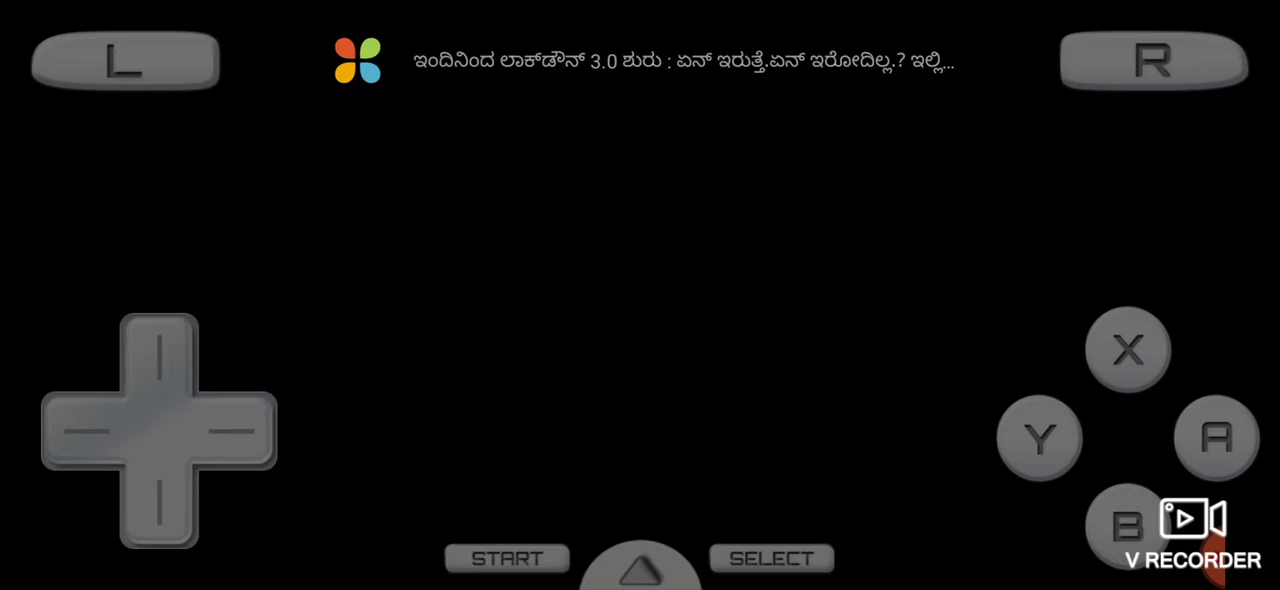 L
ಇಂದಿನಿಂದ ಲಾಕ್‌ಡೌನ್ 3.0 ಶುರು : ಏನ್ ಇರುತ್ತೆ.ಏನ್ ಇರೋದಿಲ್ಲ.? ಇಲ್ಲಿ...
R
X
Y
A
B
V RECORDER
START
SELECT